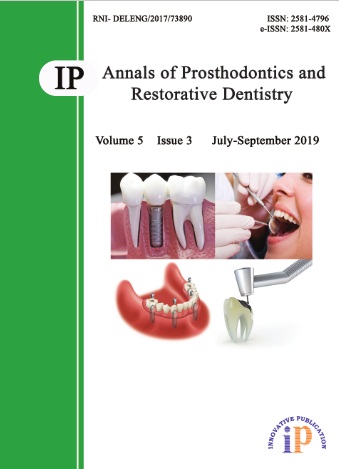 RNI- DELENG/2017/73890
ISSN: 2581-4796
e-ISSN: 2581-480X
IP
Annals of Prosthodontics and
Restorative Dentistry
Volume 5 Issue 3 July-September 2019
INNOVATIVE PUBLICATION
iP